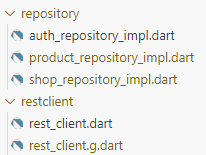 repository
auth_repository_impl.dart
product_repository_impl.dart
shop_repository_impl.dart
restclient
rest_client.dart
rest_client.g.dart